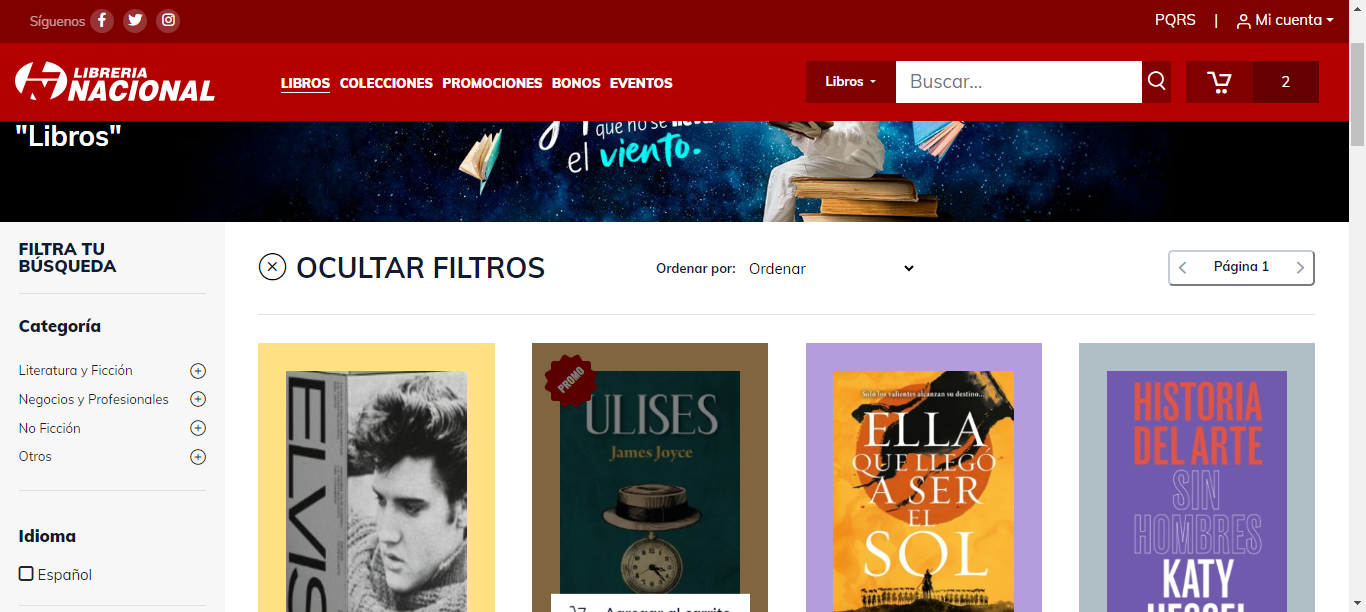 Síguenos
PQRS | Mi cuenta
LIBRERIA
NACIONAL
LIBROS COLECCIONES PROMOCIONES BONOS EVENTOS
Libros
Buscar...
2
"Libros"
que no se lleva
el viento.
FILTRA TU
BÚSQUEDA
OCULTAR FILTROS
Ordenar por: Ordenar
Página 1
Categoría
Literatura y Ficción
Negocios y Profesionales
No Ficción
Otros
Idioma
Español
ELVIS
PROMO
ULISES
James Joyce
Agregar al carrito
Solo los valientes alcanzan su destino...
ELLA
QUE LLEGÓ
A SER
EL
SOL
HISTORIA
DEL ARTE
SIN
HOMBRES
KATY
HESSEL